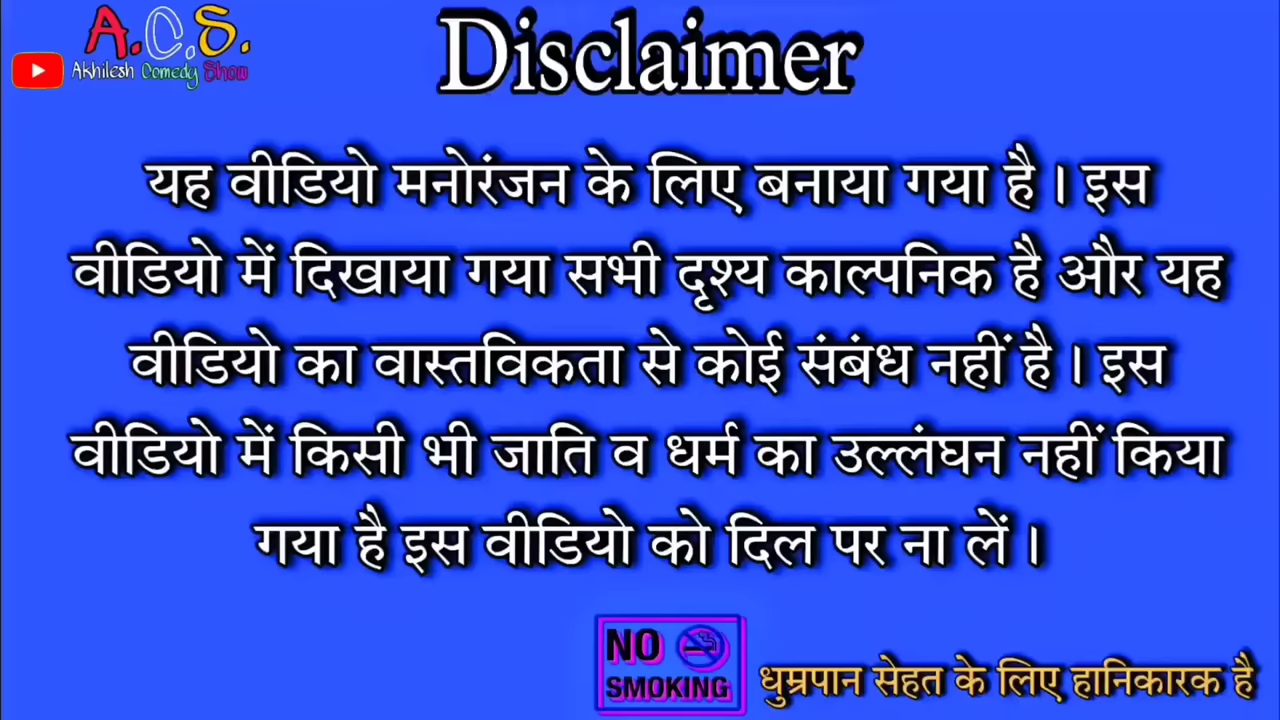 A.C.S.
Akhilesh Comedy Show
Disclaimer
यह वीडियो मनोरंजन के लिए बनाया गया है। इस
वीडियो में दिखाया गया सभी दृश्य काल्पनिक है और यह
वीडियो का वास्तविकता से कोई संबंध नहीं है। इस
वीडियो में किसी भी जाति व धर्म का उल्लंघन नहीं किया
गया है इस वीडियो को दिल पर ना लें।
NO
SMOKING
धुम्रपान सेहत के लिए हानिकारक है